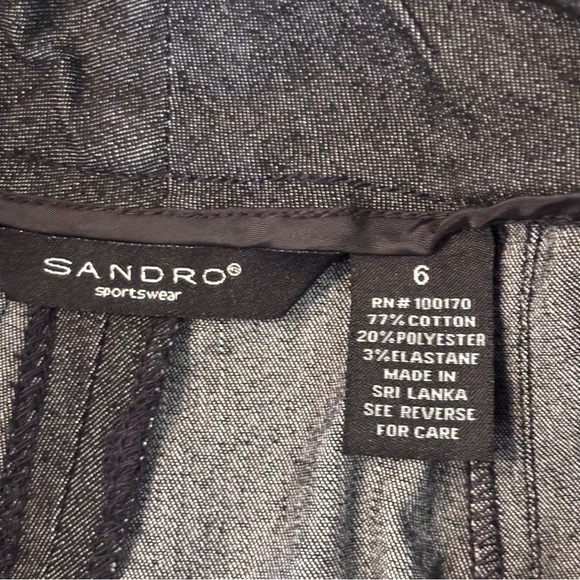 SANDRO®
sportswear
6
RN# 100170
77%COTTON
20%POLYESTER
3%ELASTANE
MADE IN
SRI LANKA
SEE REVERSE
FOR CARE